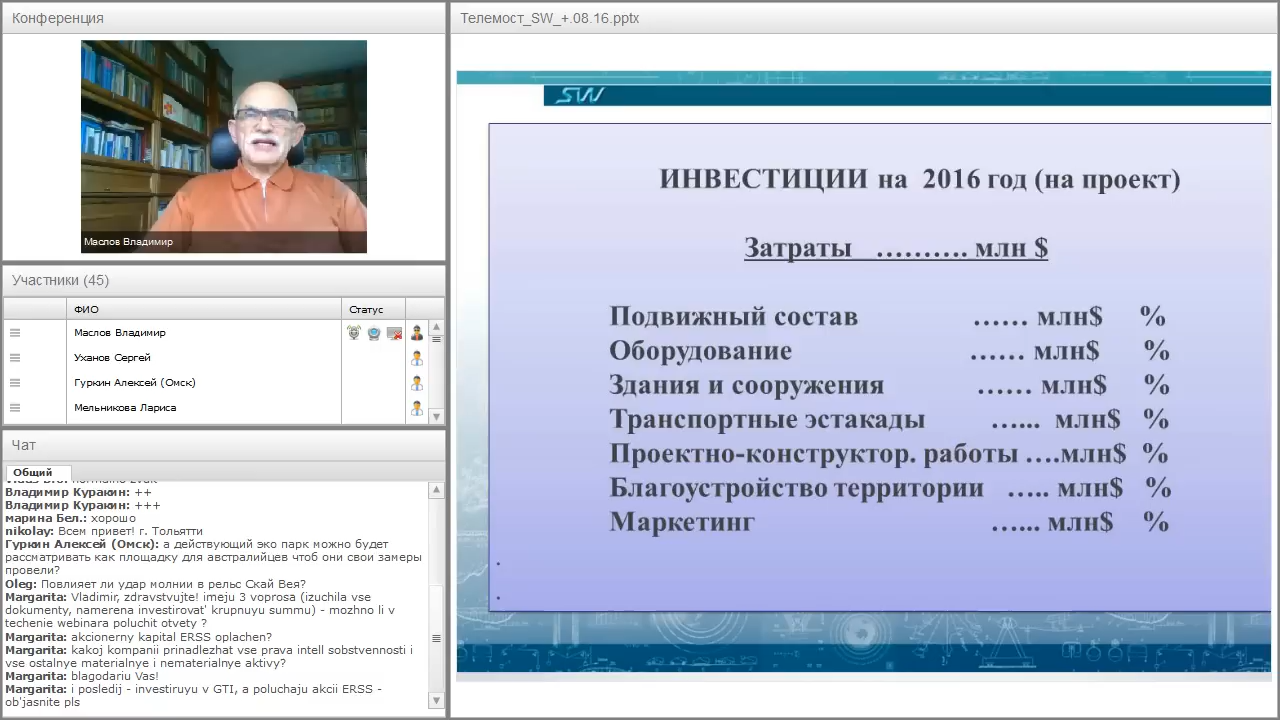 Конференция
Маслов Владимир
Участники (45)
ФИО Статус
Маслов Владимир
Уханов Сергей
Гуркин Алексей (Омск)
Мельникова Лариса
Чат
Общий
Владимир Куракин: ++
Владимир Куракин: +++
марина Бел.: хорошо
nikolay: Всем привет! г. Тольятти
Гуркин Алексей (Омск): а действующий эко парк можно будет
рассматривать как площадку для австралийцев чтоб они свои замеры
провели?
Oleg: Повлияет ли удар молнии в рельс Скай Вея?
Margarita: Vladimir, zdravstvujte! imeju 3 voprosa (izuchila vse
dokumenty, namerena investirovat' krupnuyu summu) - mozhno li v
techenie webinara poluchit otvety ?
Margarita: akcionerny kapital ERSS oplachen?
Margarita: kakoj kompanii prinadlezhat vse prava intell sobstvennosti i
vse ostalnye materialnye i nematerialnye aktivy?
Margarita: blagodariu Vas!
Margarita: i posledij - investiruyu v GTI, a poluchaju akcii ERSS -
ob'jasnite pls
Телемост_SW_+.08.16.pptx
SW
ИНВЕСТИЦИИ на 2016 год (на проект)
Затраты ………. млн $
Подвижный состав …… млн$ %
Оборудование …… млн$ %
Здания и сооружения …… млн$ %
Транспортные эстакады …... млн$ %
Проектно-конструктор. работы ….млн$ %
Благоустройство территории ….. млн$ %
Маркетинг …... млн$ %